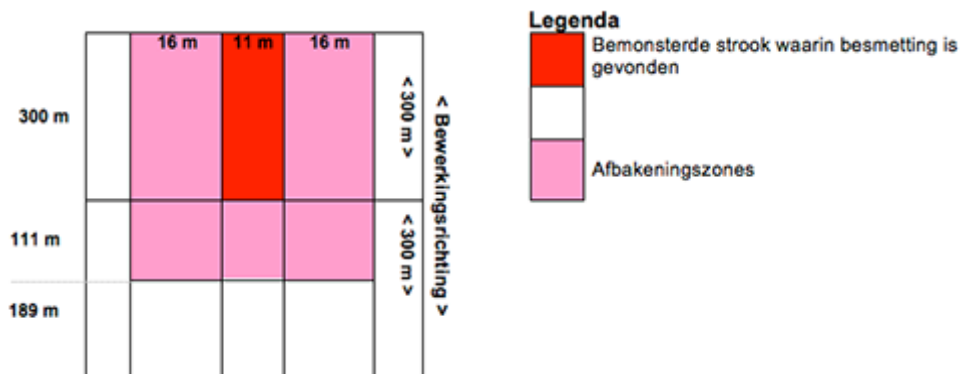 16 m 11 m 16 m
300 m
111 m
189 m
< 300 m >
< 300 m >
< Bewerkingsrichting >
Legenda
Bemonsterde strook waarin besmetting is
gevonden
Afbakeningszones